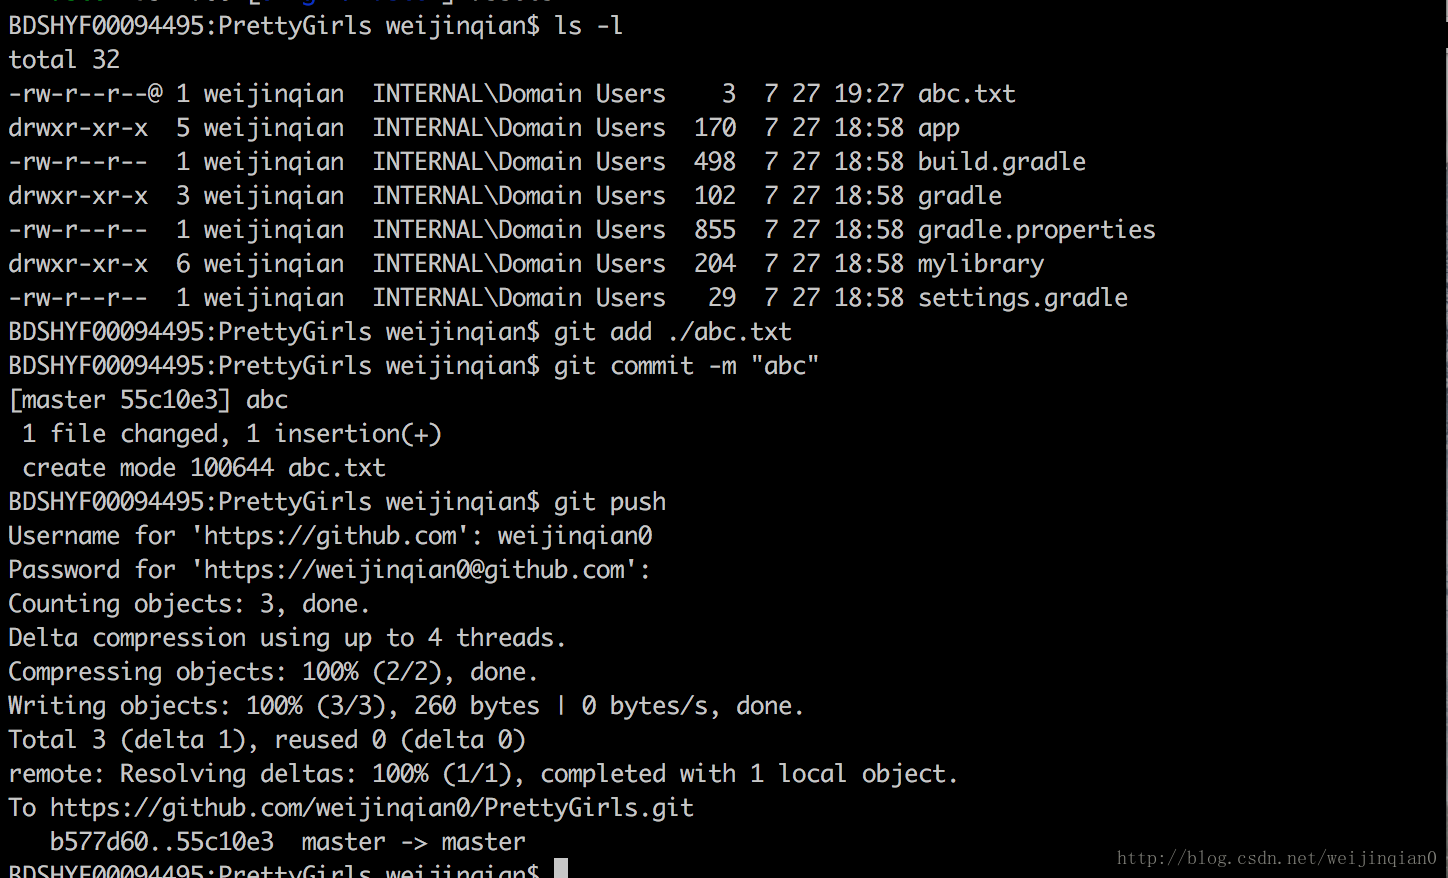 BDSHYF00094495:PrettyGirls weijinqian$ ls -l
total 32
-rw-r--r--@ 1 weijinqian  INTERNAL\Domain Users    3  7 27 19:27 abc.txt
drwxr-xr-x  5 weijinqian  INTERNAL\Domain Users  170  7 27 18:58 app
-rw-r--r--  1 weijinqian  INTERNAL\Domain Users  498  7 27 18:58 build.gradle
drwxr-xr-x  3 weijinqian  INTERNAL\Domain Users  102  7 27 18:58 gradle
-rw-r--r--  1 weijinqian  INTERNAL\Domain Users  855  7 27 18:58 gradle.properties
drwxr-xr-x  6 weijinqian  INTERNAL\Domain Users  204  7 27 18:58 mylibrary
-rw-r--r--  1 weijinqian  INTERNAL\Domain Users   29  7 27 18:58 settings.gradle
BDSHYF00094495:PrettyGirls weijinqian$ git add ./abc.txt
BDSHYF00094495:PrettyGirls weijinqian$ git commit -m "abc"
[master 55c10e3] abc
 1 file changed, 1 insertion(+)
 create mode 100644 abc.txt
BDSHYF00094495:PrettyGirls weijinqian$ git push
Username for 'https://github.com': weijinqian0
Password for 'https://weijinqian0@github.com':
Counting objects: 3, done.
Delta compression using up to 4 threads.
Compressing objects: 100% (2/2), done.
Writing objects: 100% (3/3), 260 bytes | 0 bytes/s, done.
Total 3 (delta 1), reused 0 (delta 0)
remote: Resolving deltas: 100% (1/1), completed with 1 local object.
To https://github.com/weijinqian0/PrettyGirls.git
   b577d60..55c10e3  master -> master
BDSHYF00094495:PrettyGirls weijinqian$
http://blog.csdn.net/weijinqian0